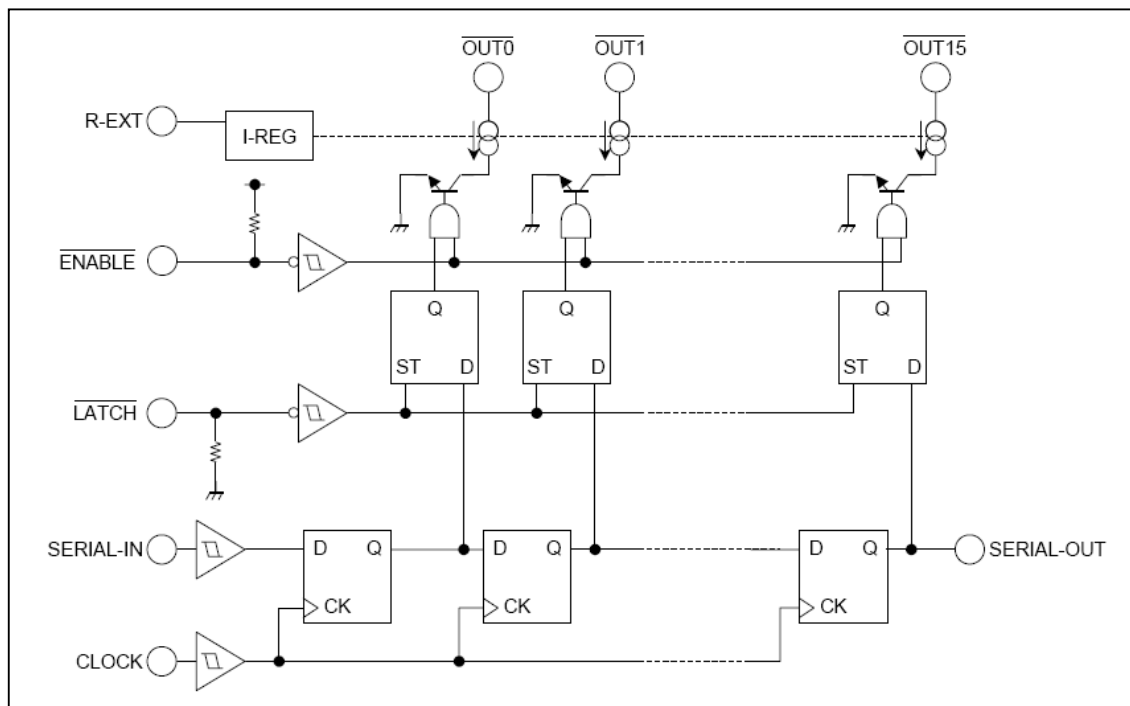 OUT0 OUT1 OUT15
R-EXT I-REG
ENABLE
Q Q Q
ST D ST D ST D
LATCH
SERIAL-IN D Q D Q D Q SERIAL-OUT
CK CK CK
CLOCK